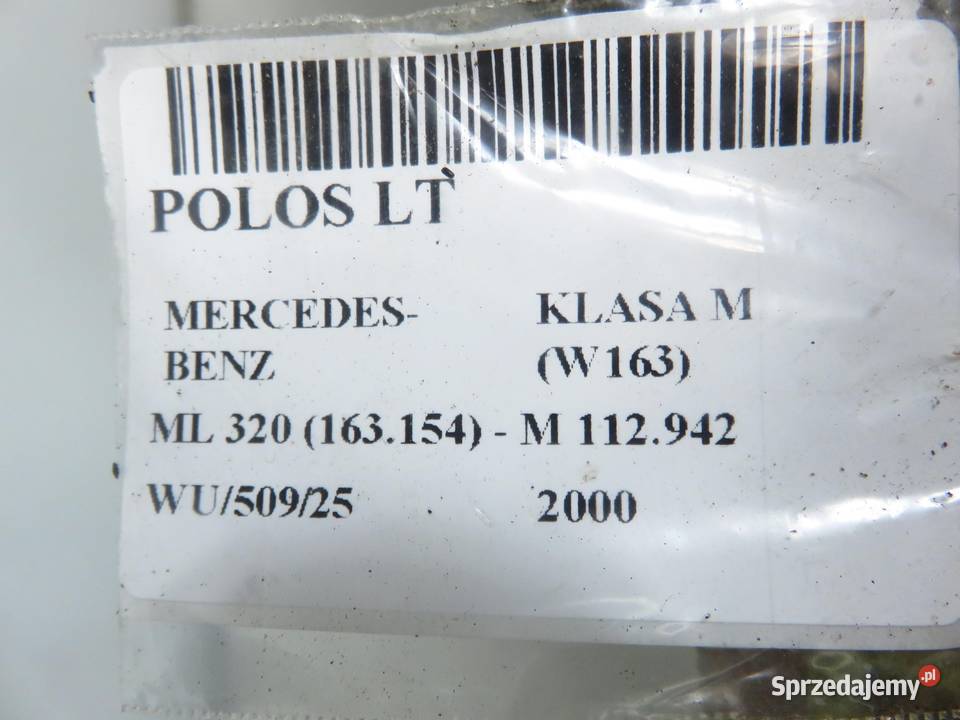 POLOS LT`
MERCEDES-
BENZ
KLASA M
(W163)
ML 320 (163.154) - M 112.942
WU/509/25
2000
Sprzedajemy.pl